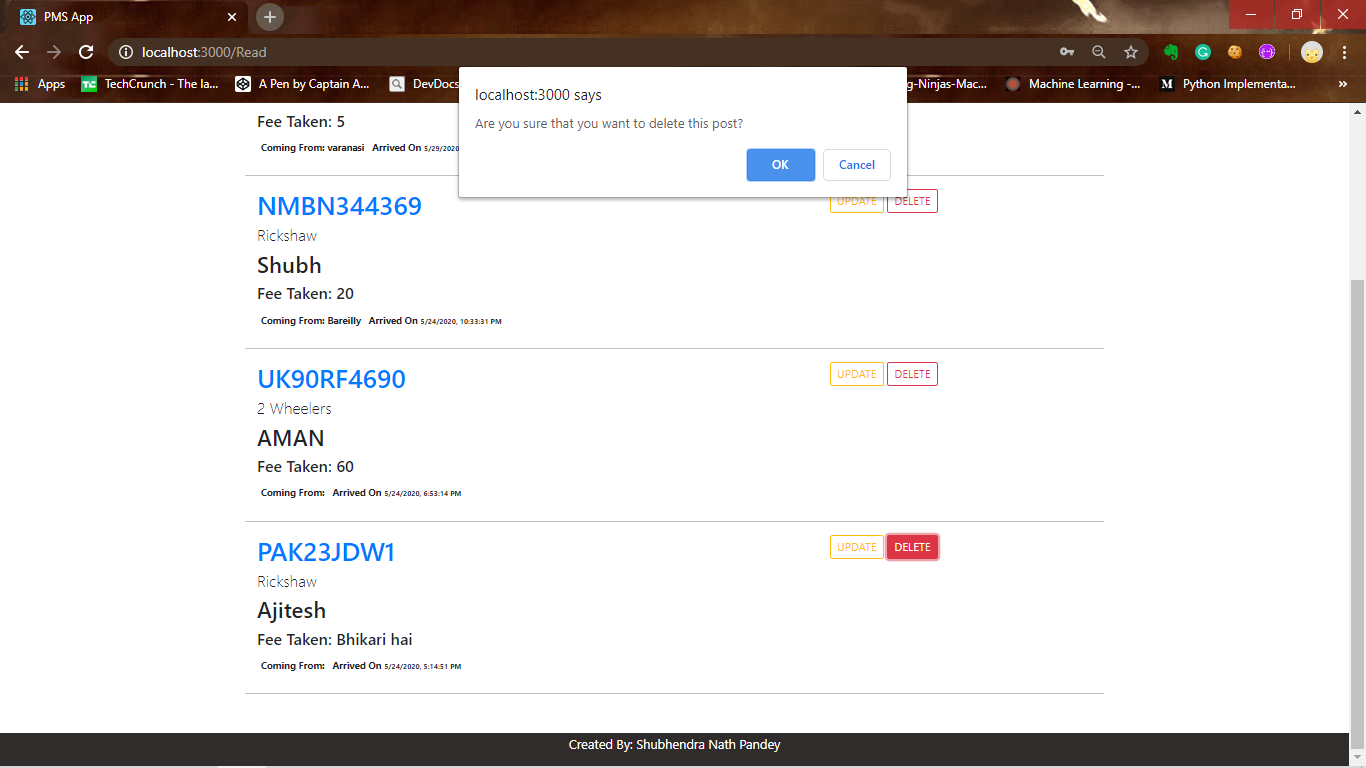 PMS App
localhost:3000/Read
Apps
TechCrunch - The la...
A Pen by Captain A...
DevDocs
g-Ninjas-Mac...
Machine Learning -...
M
Python Implementa...
»
localhost:3000 says
Are you sure that you want to delete this post?
OK
Cancel
Fee Taken: 5
Coming From: varanasi Arrived On 5/29/2020
NMBN344369
UPDATE
DELETE
Rickshaw
Shubh
Fee Taken: 20
Coming From: Bareilly Arrived On 5/24/2020, 10:33:31 PM
UK90RF4690
UPDATE
DELETE
2 Wheelers
AMAN
Fee Taken: 60
Coming From: Arrived On 5/24/2020, 6:53:14 PM
PAK23JDW1
UPDATE
DELETE
Rickshaw
Ajitesh
Fee Taken: Bhikari hai
Coming From: Arrived On 5/24/2020, 5:14:51 PM
Created By: Shubhendra Nath Pandey